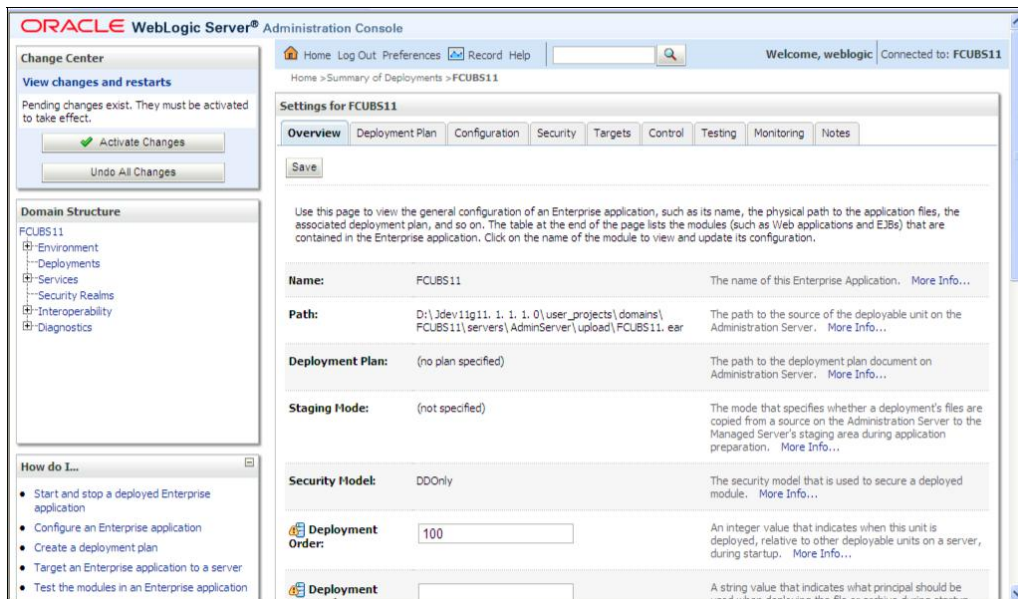 ORACLE WebLogic Server® Administration Console
Change Center
View changes and restarts
Pending changes exist. They must be activated
to take effect.
Activate Changes
Undo All Changes
Domain Structure
FCUBS11
Environment
Deployments
Services
Security Realms
Interoperability
Diagnostics
How do I...
Start and stop a deployed Enterprise
application
Configure an Enterprise application
Create a deployment plan
Target an Enterprise application to a server
Test the modules in an Enterprise application
Home Log Out Preferences Record Help
Welcome, weblogic Connected to: FCUBS11
Home >Summary of Deployments >FCUBS11
Settings for FCUBS11
Overview Deployment Plan Configuration Security Targets Control Testing Monitoring Notes
Save
Use this page to view the general configuration of an Enterprise application, such as its name, the physical path to the application files, the
associated deployment plan, and so on. The table at the end of the page lists the modules (such as Web applications and EJBs) that are
contained in the Enterprise application. Click on the name of the module to view and update its configuration.
Name: FCUBS11 The name of this Enterprise Application. More Info...
Path: D:\Jdev11g11. 1. 1. 1. 0\user_projects\domains\ The path to the source of the deployable unit on the
FCUBS11\servers\AdminServer\upload\FCUBS11. ear Administration Server. More Info...
Deployment Plan: (no plan specified) The path to the deployment plan document on
Administration Server. More Info...
Staging Mode: (not specified) The mode that specifies whether a deployment's files are
copied from a source on the Administration Server to the
Managed Server's staging area during application
preparation. More Info...
Security Model: DDOnly The security model that is used to secure a deployed
module. More Info...
Deployment 100 An integer value that indicates when this unit is
Order: deployed, relative to other deployable units on a server,
during startup. More Info...
Deployment A string value that indicates what principal should be